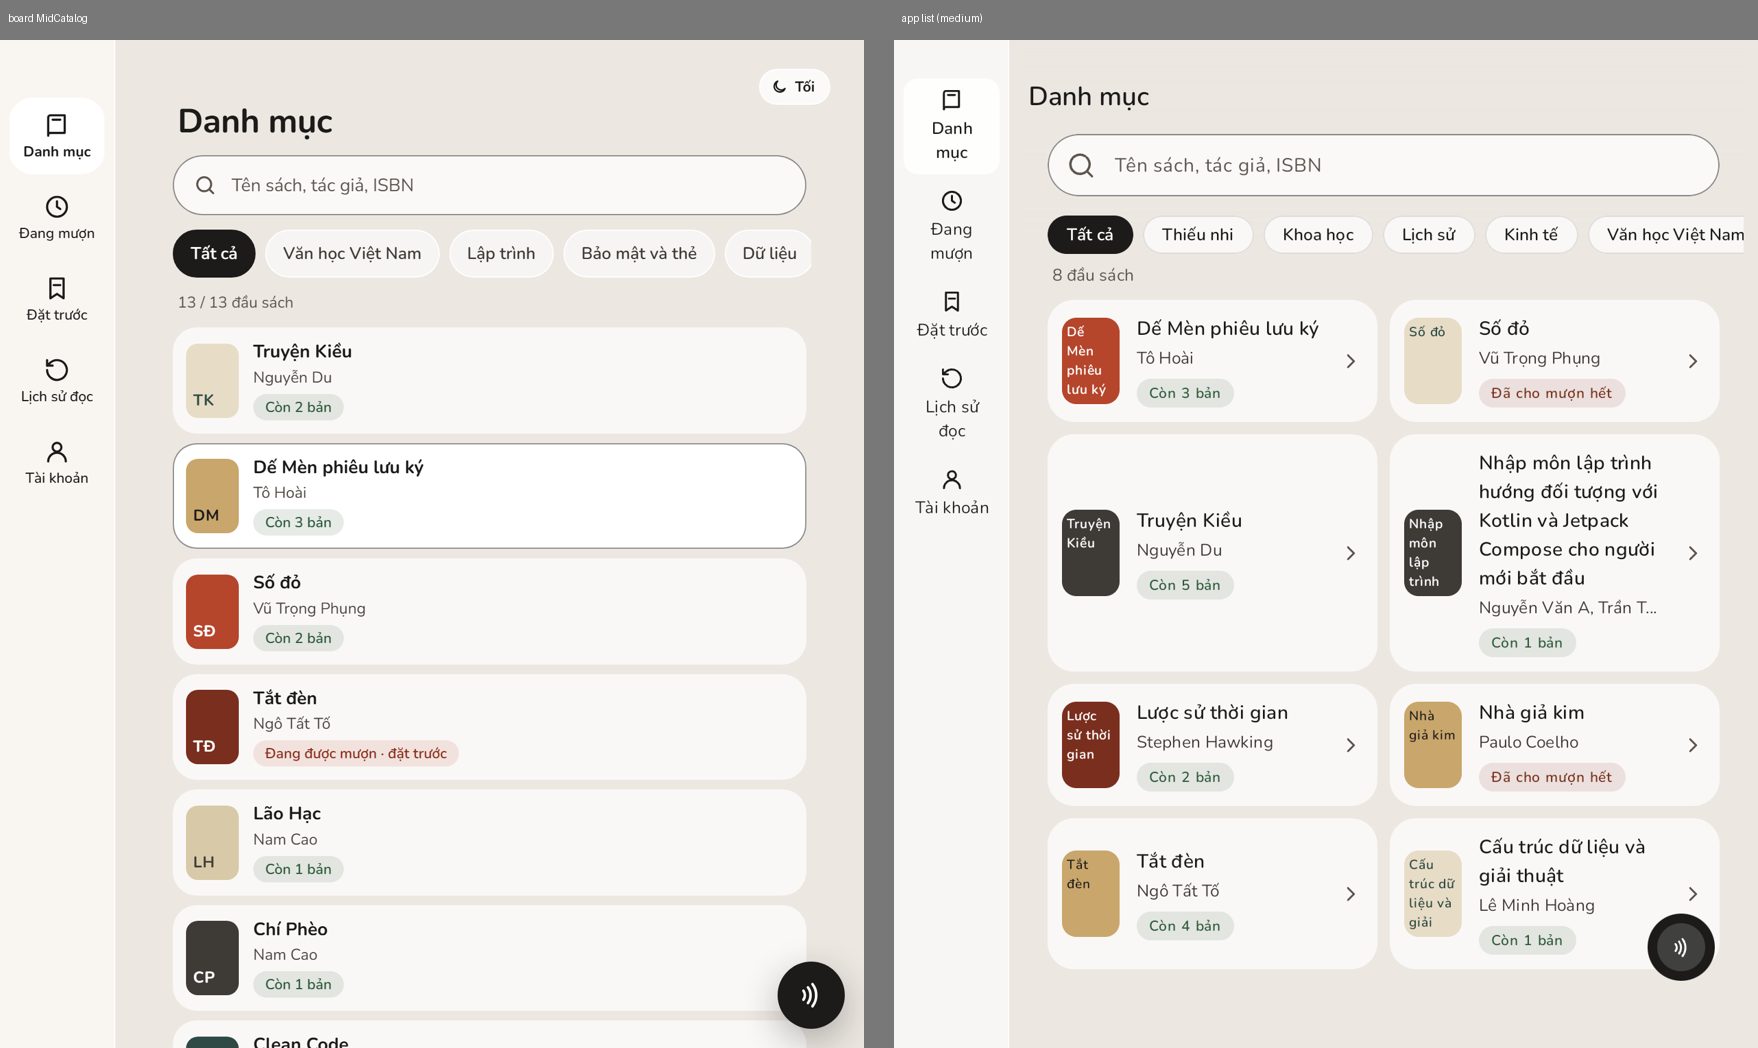 board MidCatalog
Danh mục
Đang mượn
Đặt trước
Lịch sử đọc
Tài khoản
Tối
Danh mục
Tên sách, tác giả, ISBN
Tất cả
Văn học Việt Nam
Lập trình
Bảo mật và thẻ
Dữ liệu
13 / 13 đầu sách
TK
Truyện Kiều
Nguyễn Du
Còn 2 bản
DM
Dế Mèn phiêu lưu ký
Tô Hoài
Còn 3 bản
SĐ
Số đỏ
Vũ Trọng Phụng
Còn 2 bản
TĐ
Tắt đèn
Ngô Tất Tố
Đang được mượn · đặt trước
LH
Lão Hạc
Nam Cao
Còn 1 bản
CP
Chí Phèo
Nam Cao
Còn 1 bản
Clean Code
app list (medium)
Danh
mục
Đang
mượn
Đặt trước
Lịch sử
đọc
Tài khoản
Danh mục
Tên sách, tác giả, ISBN
Tất cả
Thiếu nhi
Khoa học
Lịch sử
Kinh tế
Văn học Việt Nam
8 đầu sách
Dế
Mèn
phiêu
lưu ký
Dế Mèn phiêu lưu ký
Tô Hoài
Còn 3 bản
Số đỏ
Số đỏ
Vũ Trọng Phụng
Đã cho mượn hết
Truyện
Kiều
Truyện Kiều
Nguyễn Du
Còn 5 bản
Nhập
môn
lập
trình
Nhập môn lập trình
hướng đối tượng với
Kotlin và Jetpack
Compose cho người
mới bắt đầu
Nguyễn Văn A, Trần T...
Còn 1 bản
Lược
sử thời
gian
Lược sử thời gian
Stephen Hawking
Còn 2 bản
Nhà
giả kim
Nhà giả kim
Paulo Coelho
Đã cho mượn hết
Tắt
đèn
Tắt đèn
Ngô Tất Tố
Còn 4 bản
Cấu
trúc dữ
liệu và
giải
Cấu trúc dữ liệu và
giải thuật
Lê Minh Hoàng
Còn 1 bản